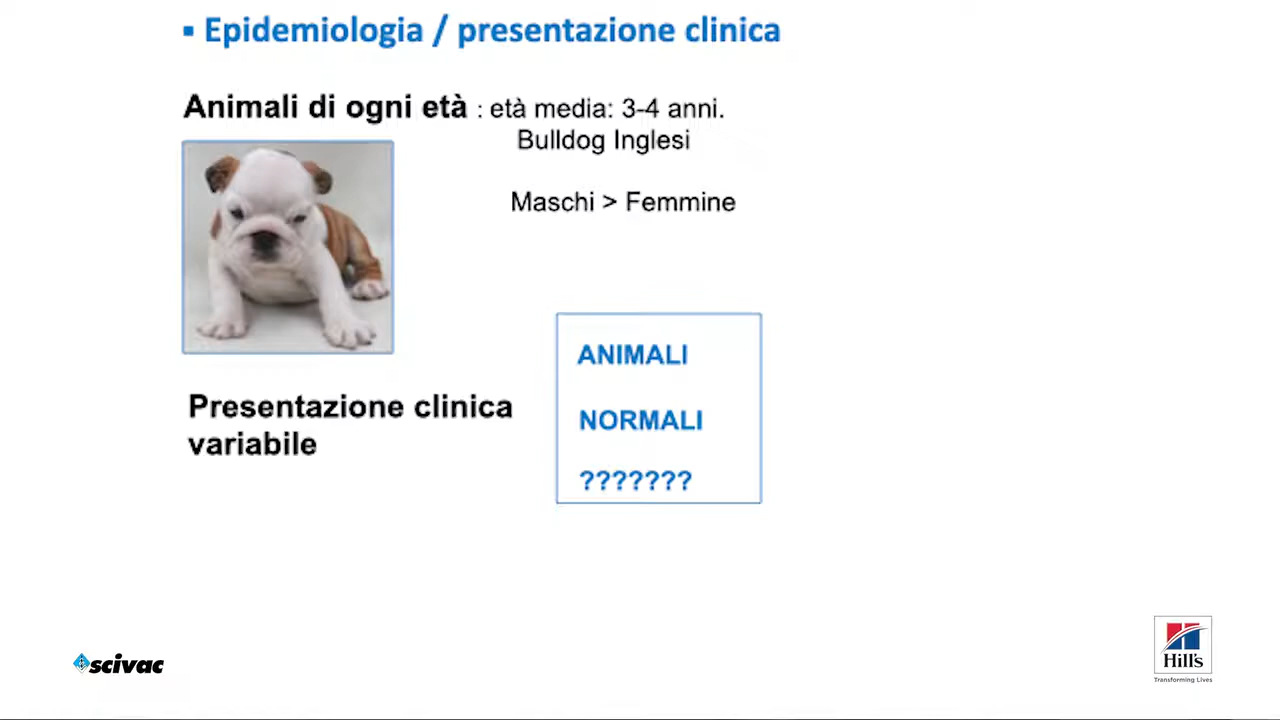 ▪ Epidemiologia / presentazione clinica
Animali di ogni età : età media: 3-4 anni.
Bulldog Inglesi
Maschi > Femmine
ANIMALI
NORMALI
???????
Presentazione clinica
variabile
scivac
Hill's
Transforming Lives